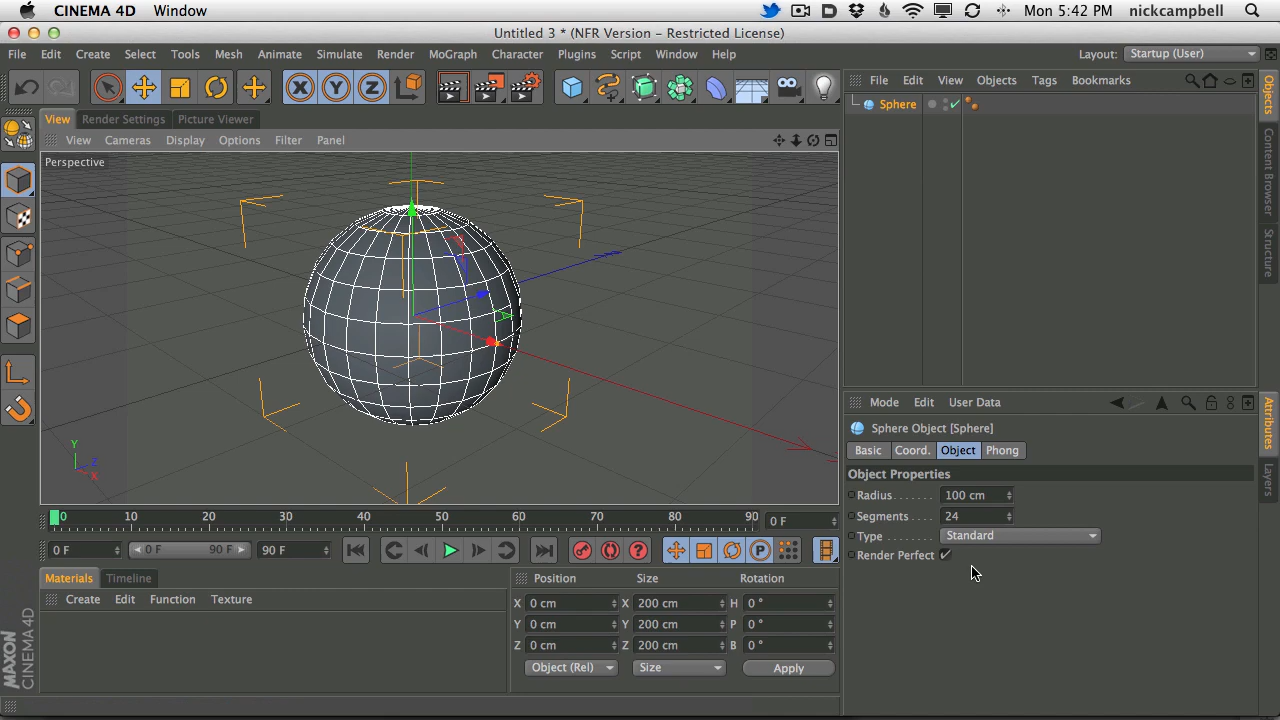 CINEMA 4D Window Mon 5:42 PM nickcampbell
Untitled 3 * (NFR Version - Restricted License)
File Edit Create Select Tools Mesh Animate Simulate Render MoGraph Character Plugins Script Window Help Layout: Startup (User)
X Y Z
File Edit View Objects Tags Bookmarks
Sphere
View Render Settings Picture Viewer
View Cameras Display Options Filter Panel
Perspective
Y
Z
X
Objects
Content Browser
Structure
Mode Edit User Data
Sphere Object [Sphere]
Basic Coord. Object Phong
Object Properties
Radius . . . . . . . 100 cm
Segments . . . . 24
Type . . . . . . . . Standard
Render Perfect
Attributes
Layers
0 10 20 30 40 50 60 70 80 90 0 F
0 F 0 F 90 F 90 F
Materials Timeline
Create Edit Function Texture
Position Size Rotation
X 0 cm X 200 cm H 0 °
Y 0 cm Y 200 cm P 0 °
Z 0 cm Z 200 cm B 0 °
Object (Rel) Size Apply
MAXON
CINEMA 4D